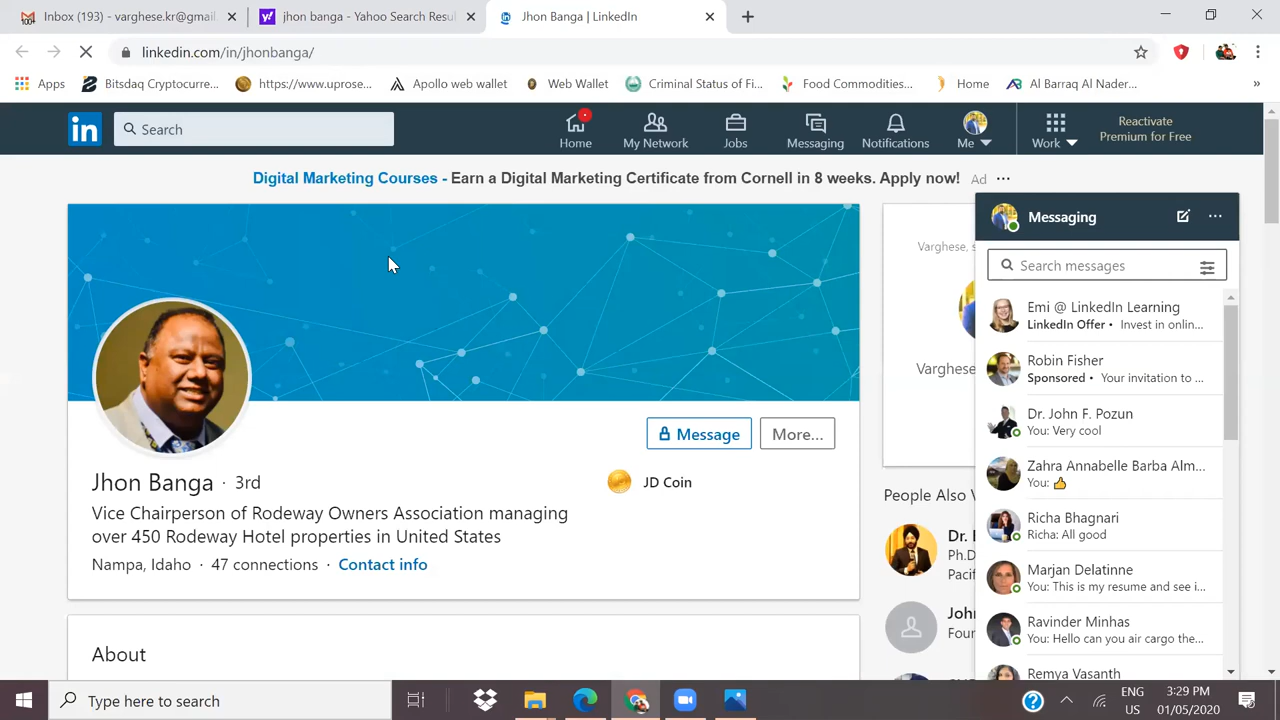 Inbox (193) - varghese.kr@gmail.
jhon banga - Yahoo Search Resul
Jhon Banga | LinkedIn
linkedin.com/in/jhonbanga/
Apps
Bitsdaq Cryptocurre...
https://www.uprose...
Apollo web wallet
Web Wallet
Criminal Status of Fi...
Food Commodities...
Home
Al Barraq Al Nader...
»
in
Search
Home
My Network
Jobs
Messaging
Notifications
Me
Work
Reactivate
Premium for Free
Digital Marketing Courses - Earn a Digital Marketing Certificate from Cornell in 8 weeks. Apply now! Ad ...
Messaging
Search messages
Varghese, s
Varghese
Emi @ LinkedIn Learning
LinkedIn Offer • Invest in onlin...
Robin Fisher
Sponsored • Your invitation to ...
Dr. John F. Pozun
You: Very cool
Zahra Annabelle Barba Alm...
You: 👍
Richa Bhagnari
Richa: All good
Marjan Delatinne
You: This is my resume and see i...
Ravinder Minhas
You: Hello can you air cargo the...
Remya Vasanth
Message
More...
Jhon Banga · 3rd
JD Coin
Vice Chairperson of Rodeway Owners Association managing
over 450 Rodeway Hotel properties in United States
Nampa, Idaho · 47 connections · Contact info
People Also V
Dr.
Ph.D
Pacif
John
Foun
About
Type here to search
ENG
US
3:29 PM
01/05/2020